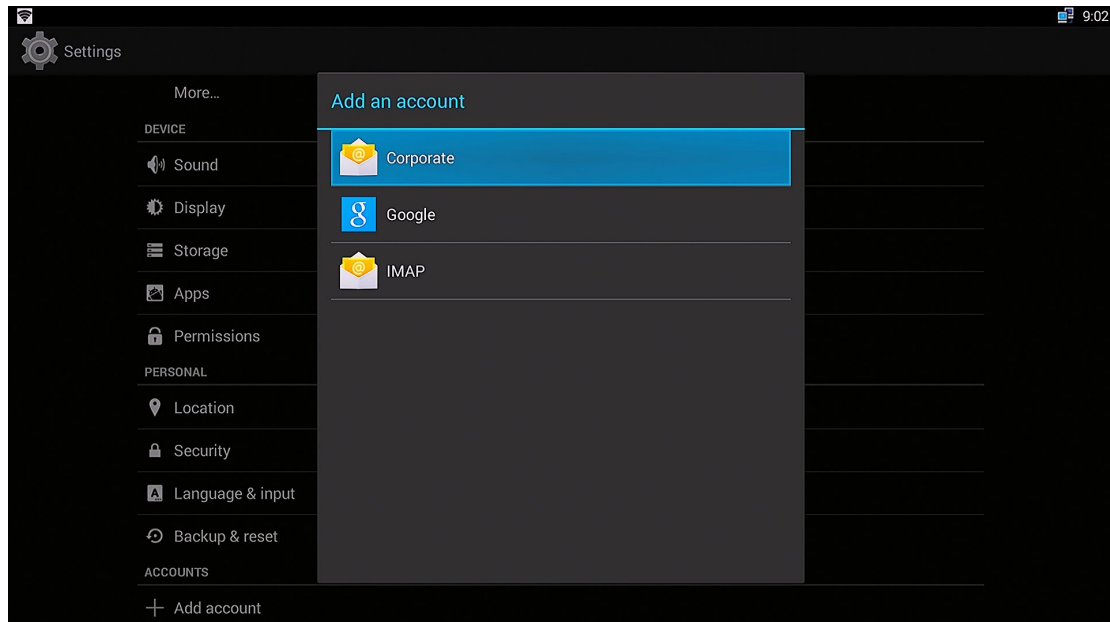 9:02
Settings
More...
DEVICE
Sound
Display
Storage
Apps
Permissions
PERSONAL
Location
Security
Language & input
Backup & reset
ACCOUNTS
Add account
Add an account
@ Corporate
g Google
@ IMAP